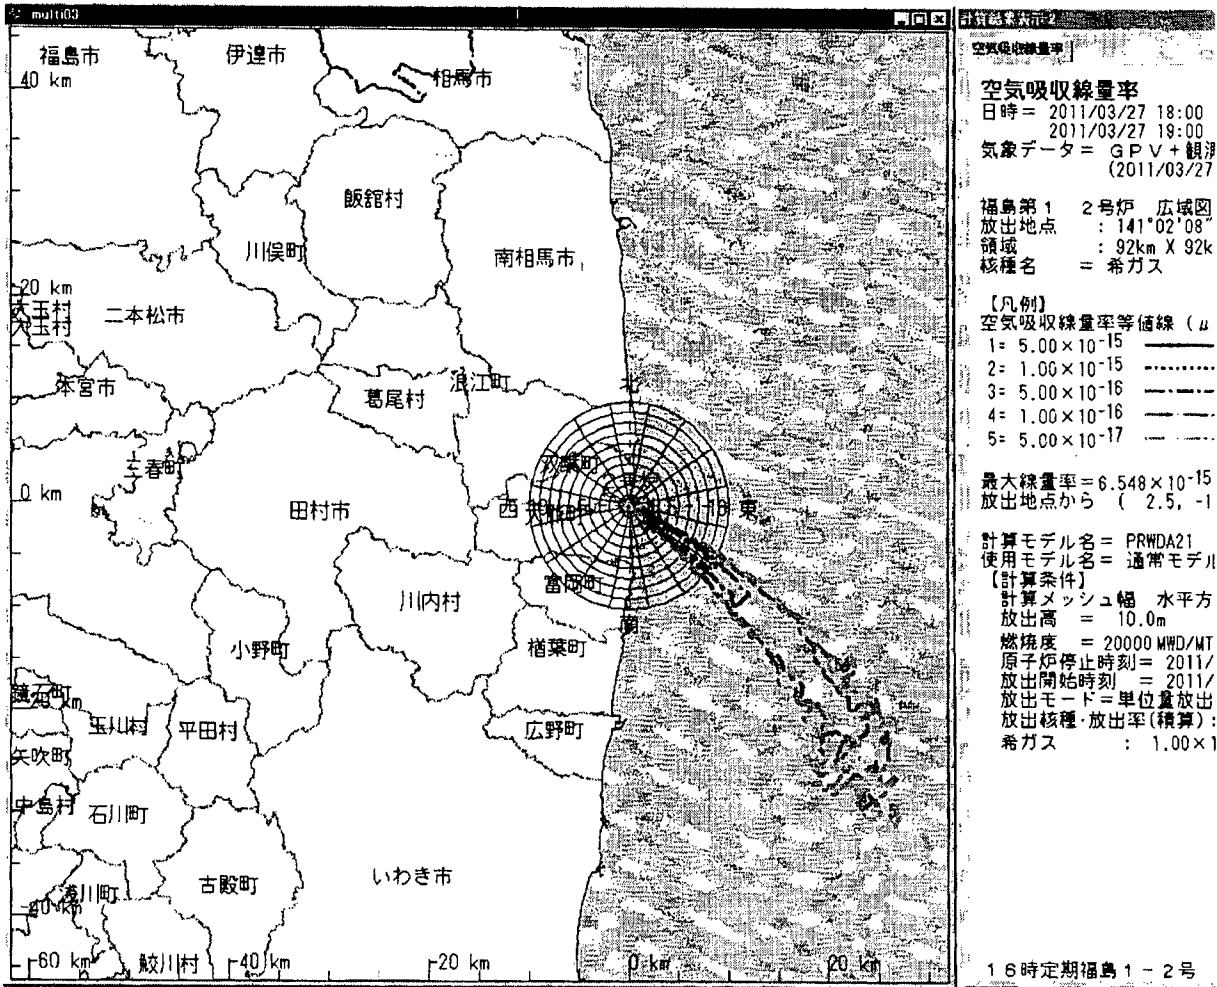 multi03
福島市
伊達市
相馬市
40 km
飯舘村
川俣町
南相馬市
20 km
大玉村
大玉村
二本松市
本宮市
葛尾村
浪江町
北
三春町
双葉町
0 km
田村市
西
東
川内村
富岡町
南
小野町
楢葉町
鏡石町
玉川村
平田村
広野町
矢吹町
中島村
石川町
浅川町
古殿町
いわき市
-40 km
鮫川村
-60 km
-40 km
-20 km
0 km
20 km
計算結果表示2
空気吸収線量率
空気吸収線量率
日時= 2011/03/27 18:00
2011/03/27 19:00
気象データ= GPV+観測
(2011/03/27
福島第1 2号炉 広域図
放出地点 : 141°02'08"
領域 : 92km X 92k
核種名 = 希ガス
【凡例】
空気吸収線量率等値線 (μ
1= 5.00×10⁻¹⁵
2= 1.00×10⁻¹⁵
3= 5.00×10⁻¹⁶
4= 1.00×10⁻¹⁶
5= 5.00×10⁻¹⁷
最大線量率=6.548×10⁻¹⁵
放出地点から ( 2.5, -1
計算モデル名= PRWDA21
使用モデル名= 通常モデル
【計算条件】
計算メッシュ幅 水平方
放出高 = 10.0m
燃焼度 = 20000 MWD/MT
原子炉停止時刻= 2011/
放出開始時刻 = 2011/
放出モード=単位量放出
放出核種・放出率(積算):
希ガス : 1.00×1
16時定期福島1-2号